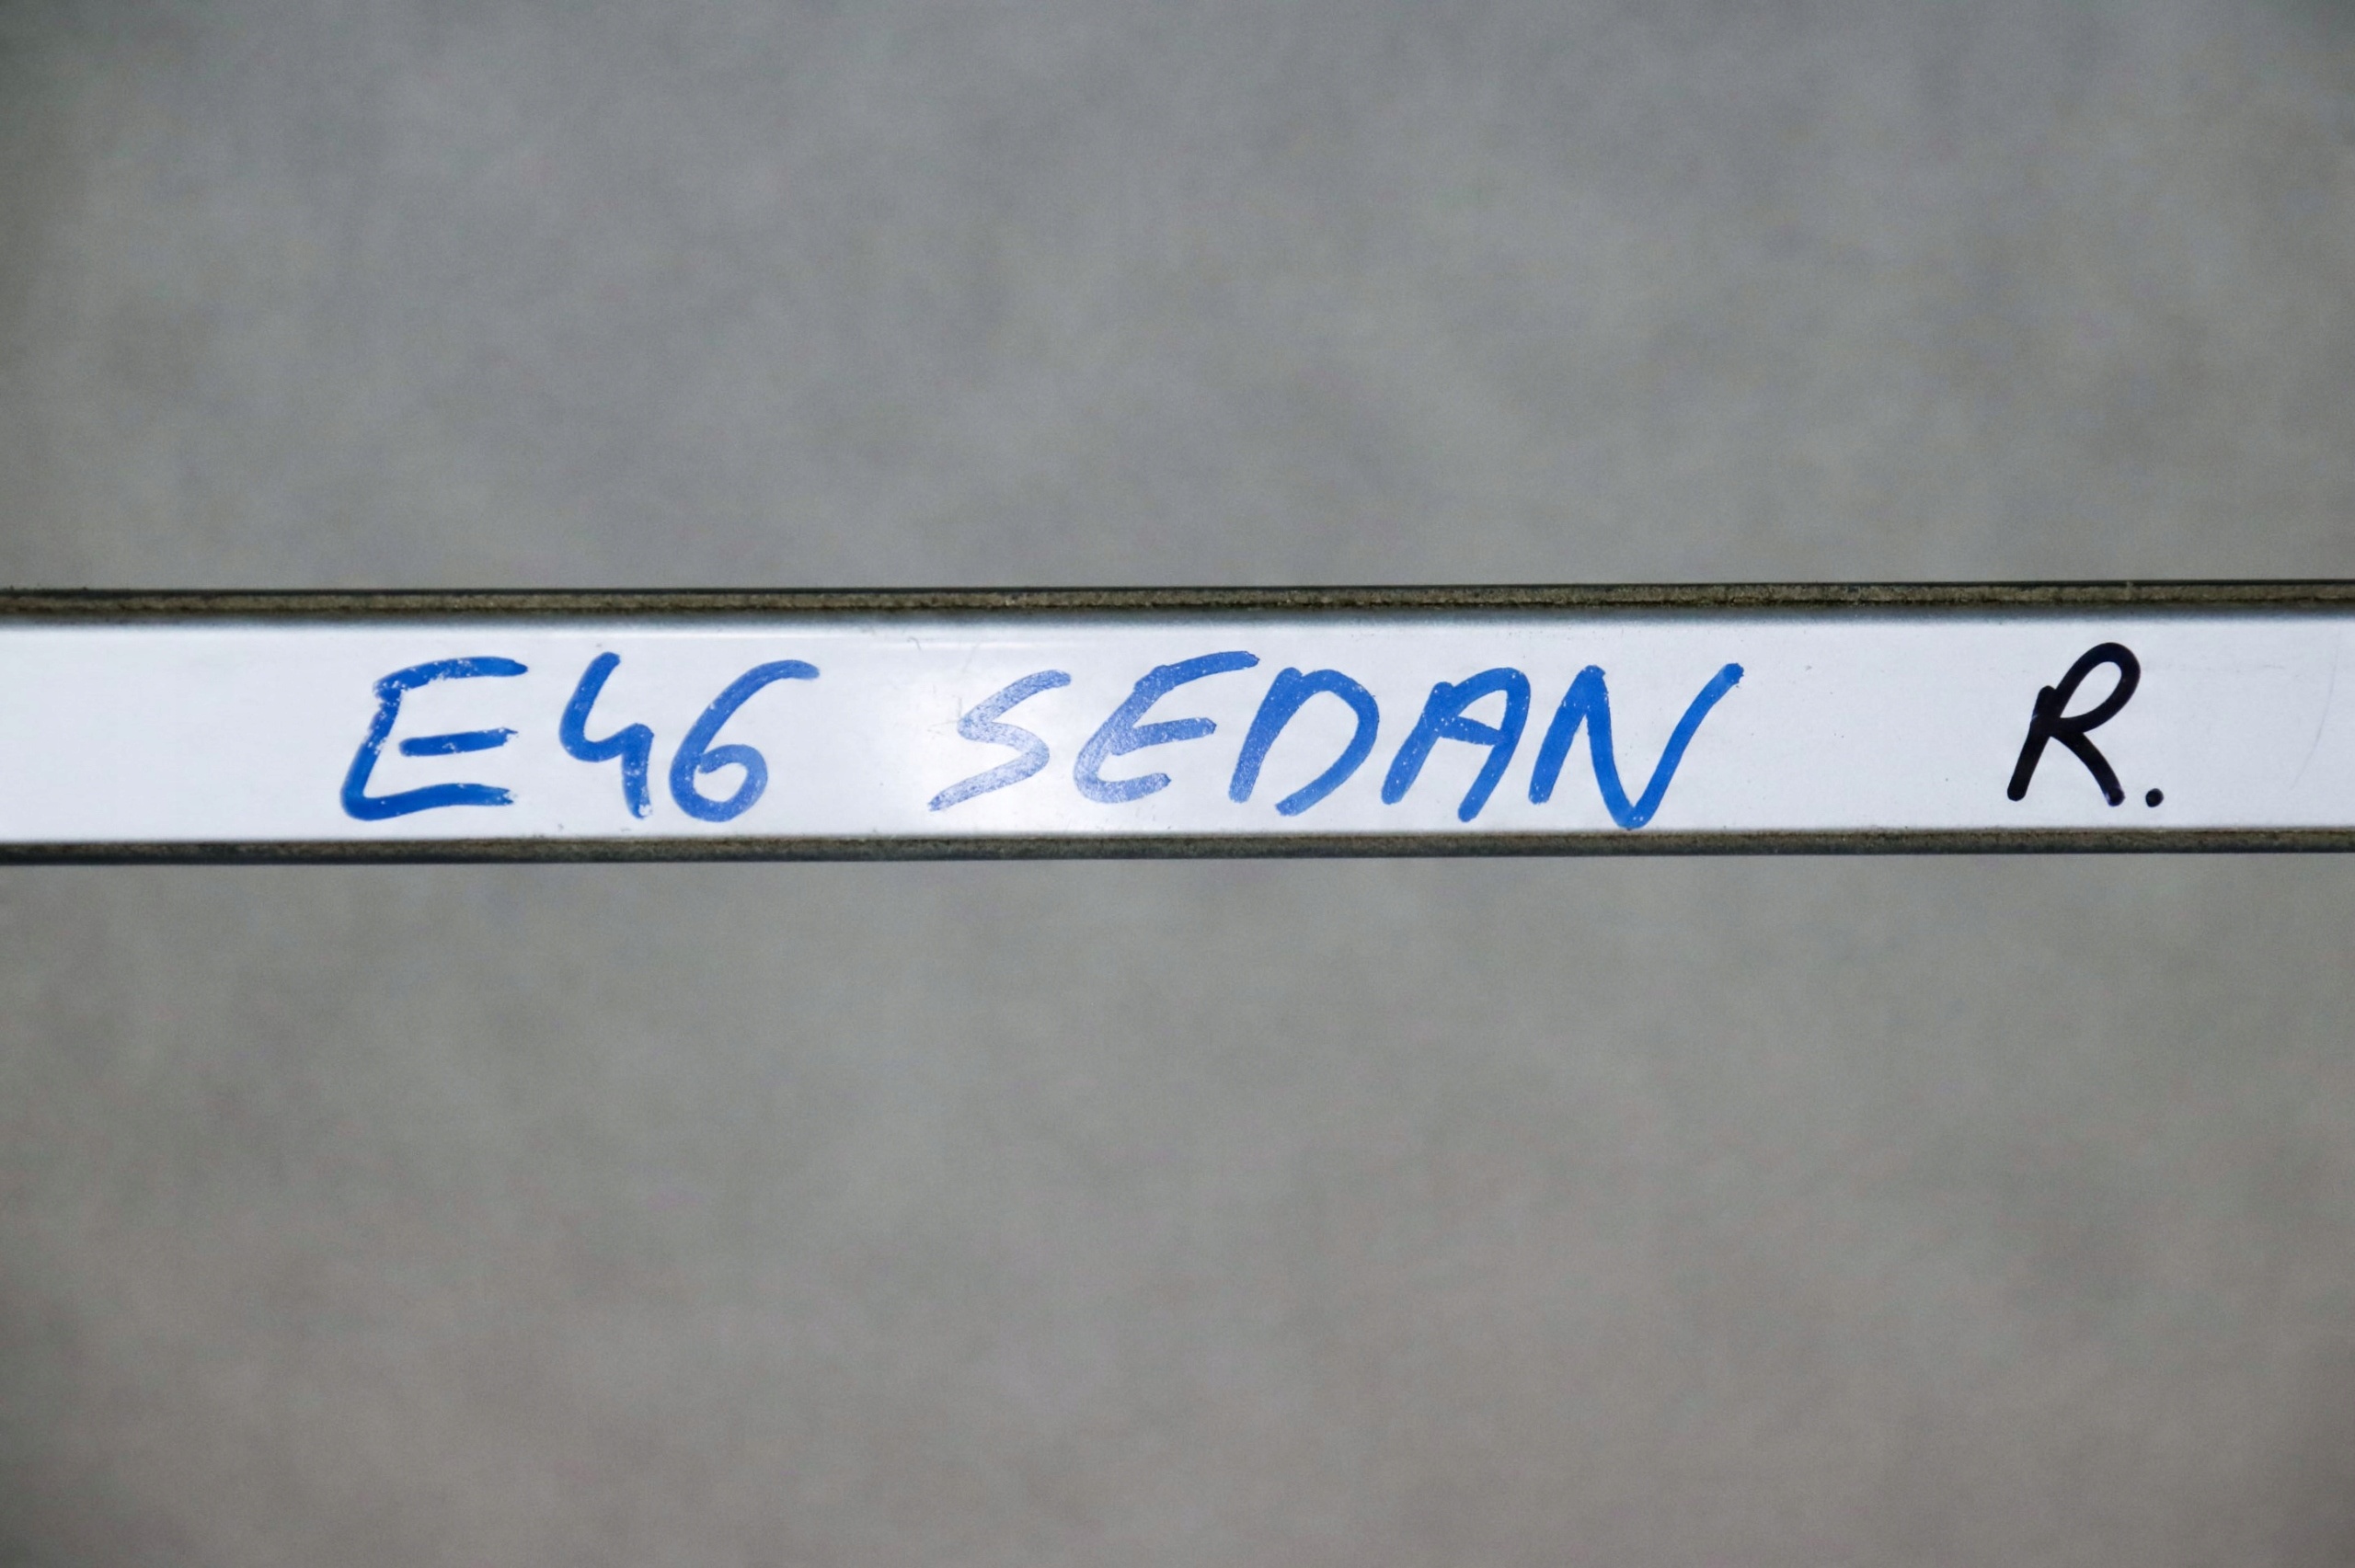 E46 SEDAN R.